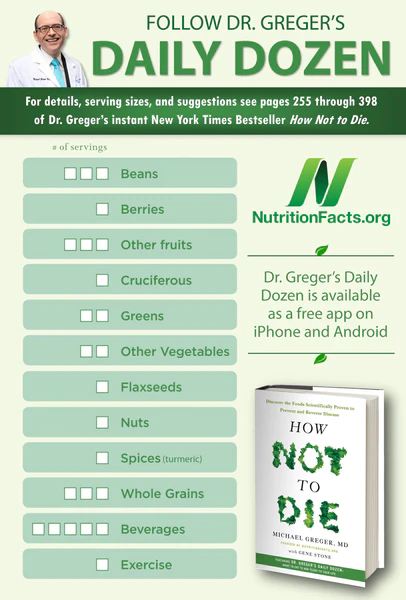 FOLLOW DR. GREGER'S
DAILY DOZEN
For details, serving sizes, and suggestions see pages 255 through 398
of Dr. Greger's instant New York Times Bestseller How Not to Die.
# of servings
Beans
Berries
Other fruits
Cruciferous
Greens
Other Vegetables
Flaxseeds
Nuts
Spices (turmeric)
Whole Grains
Beverages
Exercise
NutritionFacts.org
Dr. Greger's Daily
Dozen is available
as a free app on
iPhone and Android
Discover the Foods Scientifically Proven to
Prevent and Reverse Disease
HOW
NOT
TO
DIE
MICHAEL GREGER, MD
FOUNDER OF NUTRITIONFACTS.ORG
with GENE STONE
FEATURING DR. GREGER'S DAILY DOZEN: